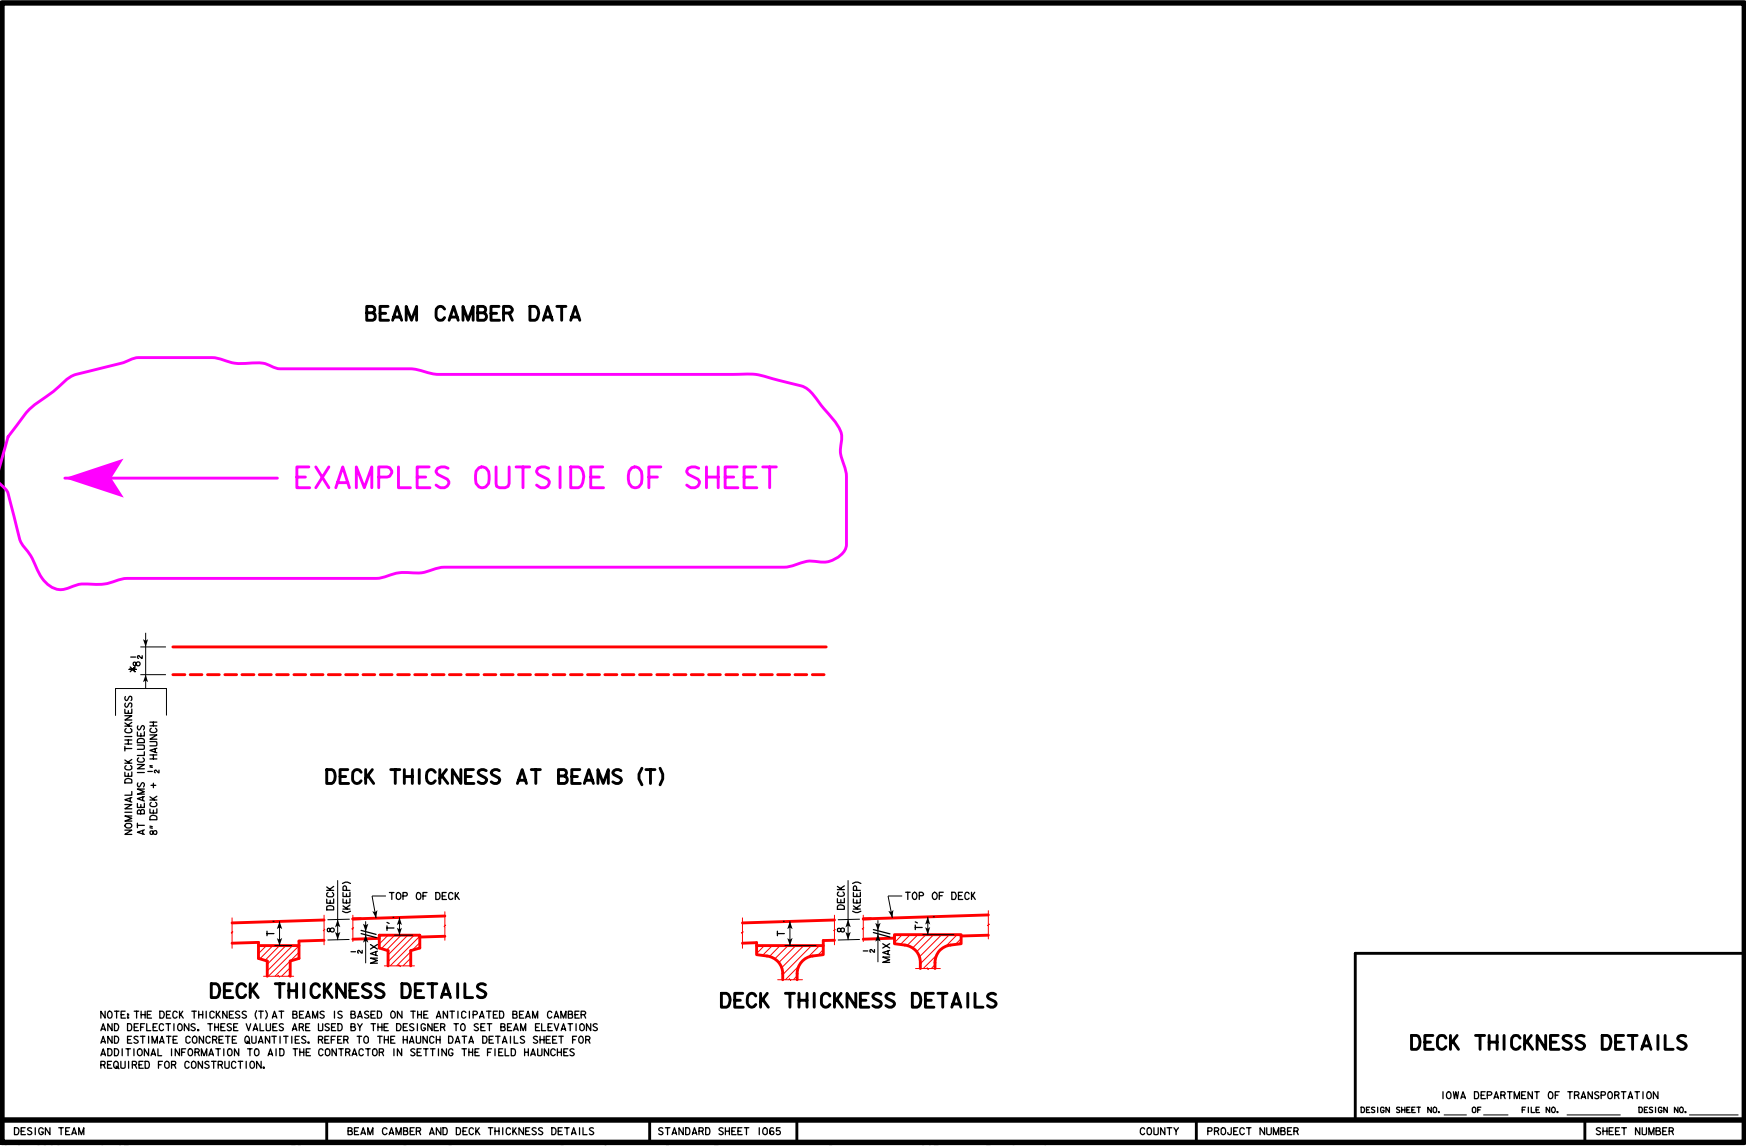 BEAM CAMBER DATA
EXAMPLES OUTSIDE OF SHEET
*8 1/2
NOMINAL DECK THICKNESS
AT BEAMS INCLUDES
8" DECK + 1/2" HAUNCH
DECK THICKNESS AT BEAMS (T)
T
8
DECK
(KEEP)
TOP OF DECK
T'
1/2
MAX
DECK THICKNESS DETAILS
NOTE: THE DECK THICKNESS (T) AT BEAMS IS BASED ON THE ANTICIPATED BEAM CAMBER
AND DEFLECTIONS. THESE VALUES ARE USED BY THE DESIGNER TO SET BEAM ELEVATIONS
AND ESTIMATE CONCRETE QUANTITIES. REFER TO THE HAUNCH DATA DETAILS SHEET FOR
ADDITIONAL INFORMATION TO AID THE CONTRACTOR IN SETTING THE FIELD HAUNCHES
REQUIRED FOR CONSTRUCTION.
T
8
DECK
(KEEP)
TOP OF DECK
T'
1/2
MAX
DECK THICKNESS DETAILS
DECK THICKNESS DETAILS
IOWA DEPARTMENT OF TRANSPORTATION
DESIGN SHEET NO. ____ OF ____ FILE NO. ________ DESIGN NO. ________
DESIGN TEAM
BEAM CAMBER AND DECK THICKNESS DETAILS
STANDARD SHEET 1065
COUNTY
PROJECT NUMBER
SHEET NUMBER